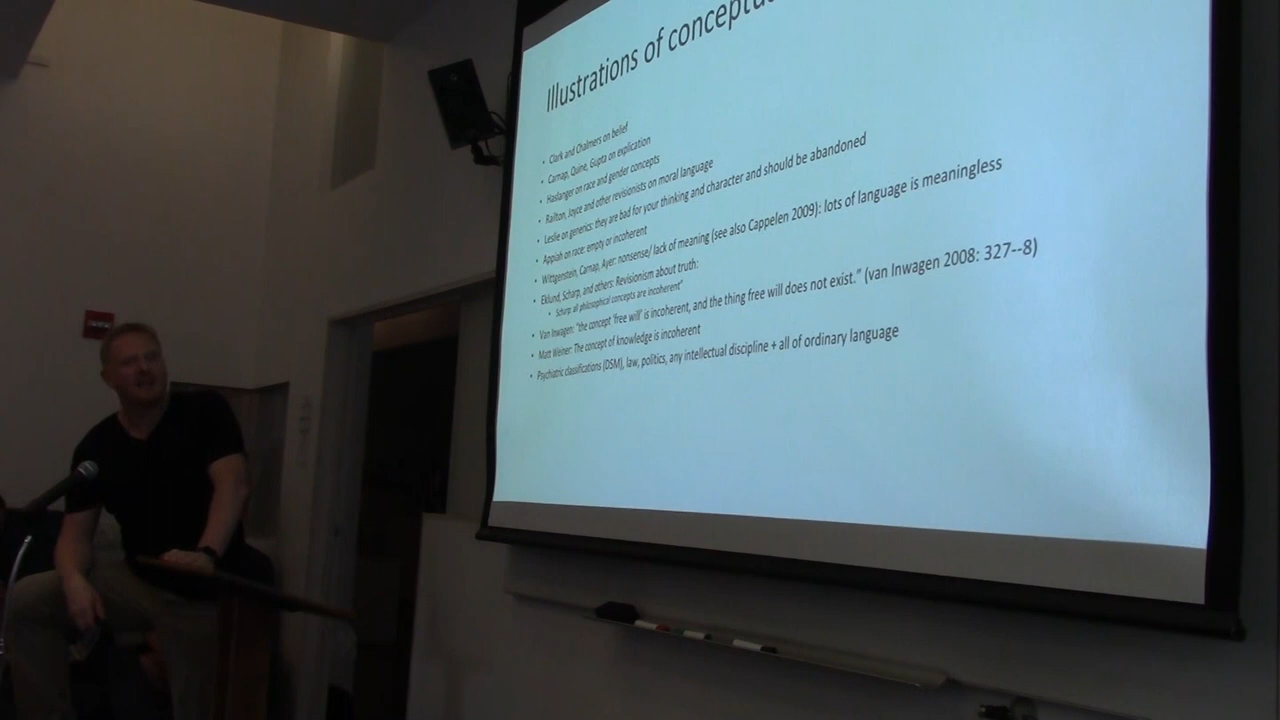 Illustrations of conceptu
• Clark and Chalmers on belief
• Carnap, Quine, Gupta on explication
• Haslanger on race and gender concepts
• Railton, Joyce and other revisionists on moral language
• Leslie on generics: they are bad for your thinking and character and should be abandoned
• Appiah on race: empty or incoherent
• Wittgenstein, Carnap, Ayer: nonsense/ lack of meaning (see also Cappelen 2009): lots of language is meaningless
• Eklund, Scharp, and others: Revisionism about truth:
• Scharp: all philosophical concepts are incoherent"
• Van Inwagen: "the concept 'free will' is incoherent, and the thing free will does not exist." (van Inwagen 2008: 327--8)
• Matt Weiner: The concept of knowledge is incoherent
• Psychiatric classifications (DSM), law, politics, any intellectual discipline + all of ordinary language